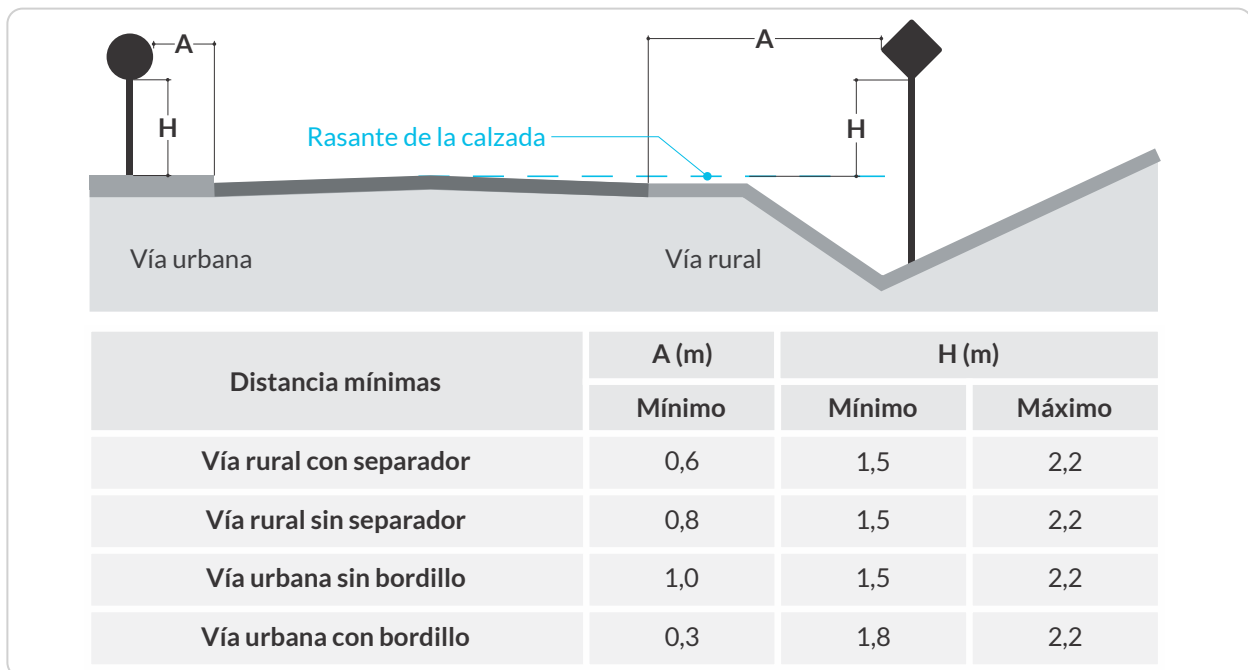 A
A
H
H
Rasante de la calzada
Vía urbana
Vía rural
Distancia mínimas
A (m)
H (m)
Mínimo
Mínimo
Máximo
Vía rural con separador
0,6
1,5
2,2
Vía rural sin separador
0,8
1,5
2,2
Vía urbana sin bordillo
1,0
1,5
2,2
Vía urbana con bordillo
0,3
1,8
2,2